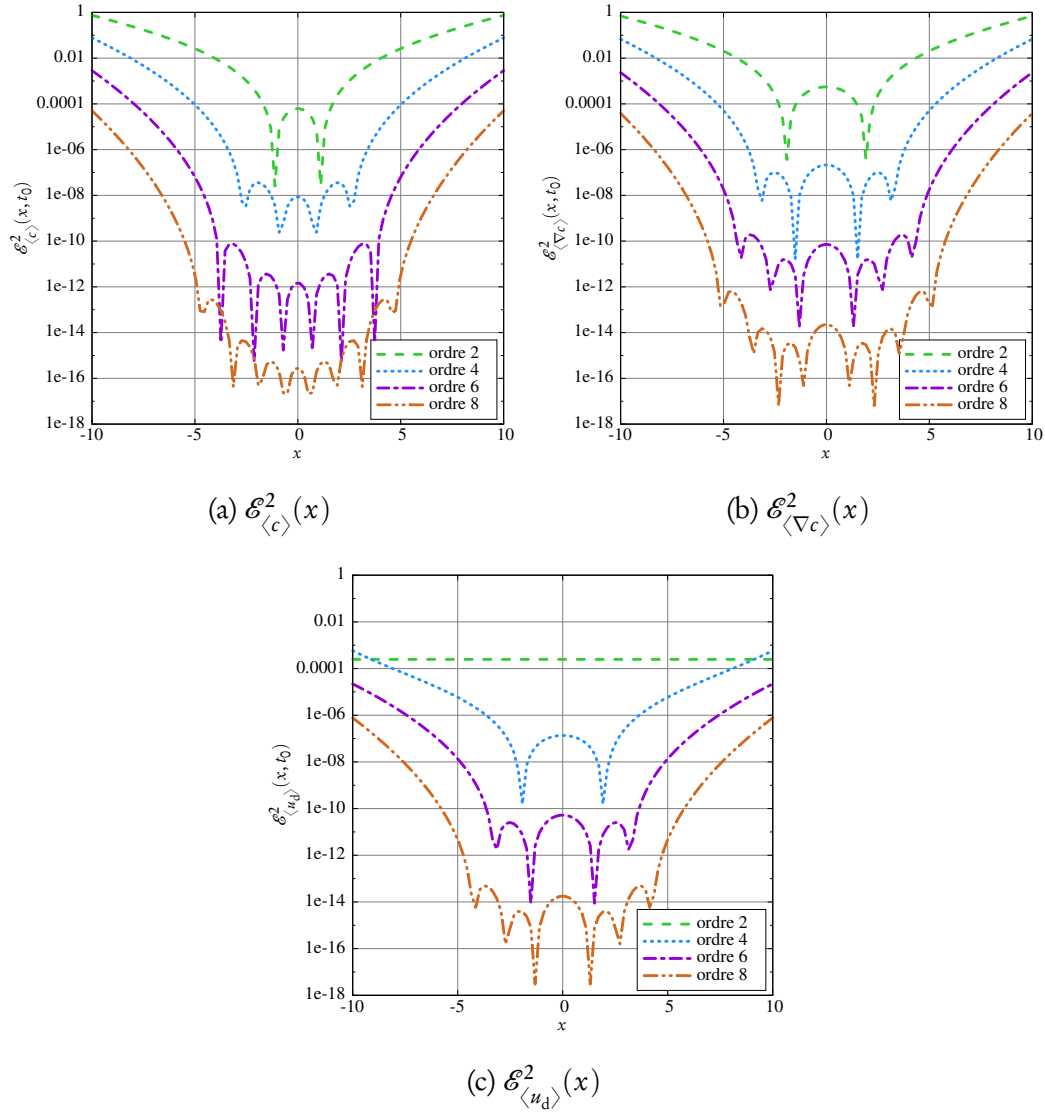 1
0.01
0.0001
1e-06
1e-08
1e-10
1e-12
1e-14
1e-16
1e-18
-10 -5 0 5 10
x
ℰ²⟨c⟩(x, t₀)
ordre 2
ordre 4
ordre 6
ordre 8
(a) ℰ²⟨c⟩(x)
1
0.01
0.0001
1e-06
1e-08
1e-10
1e-12
1e-14
1e-16
1e-18
-10 -5 0 5 10
x
ℰ²⟨∇c⟩(x, t₀)
ordre 2
ordre 4
ordre 6
ordre 8
(b) ℰ²⟨∇c⟩(x)
1
0.01
0.0001
1e-06
1e-08
1e-10
1e-12
1e-14
1e-16
1e-18
-10 -5 0 5 10
x
ℰ²⟨u_d⟩(x, t₀)
ordre 2
ordre 4
ordre 6
ordre 8
(c) ℰ²⟨u_d⟩(x)